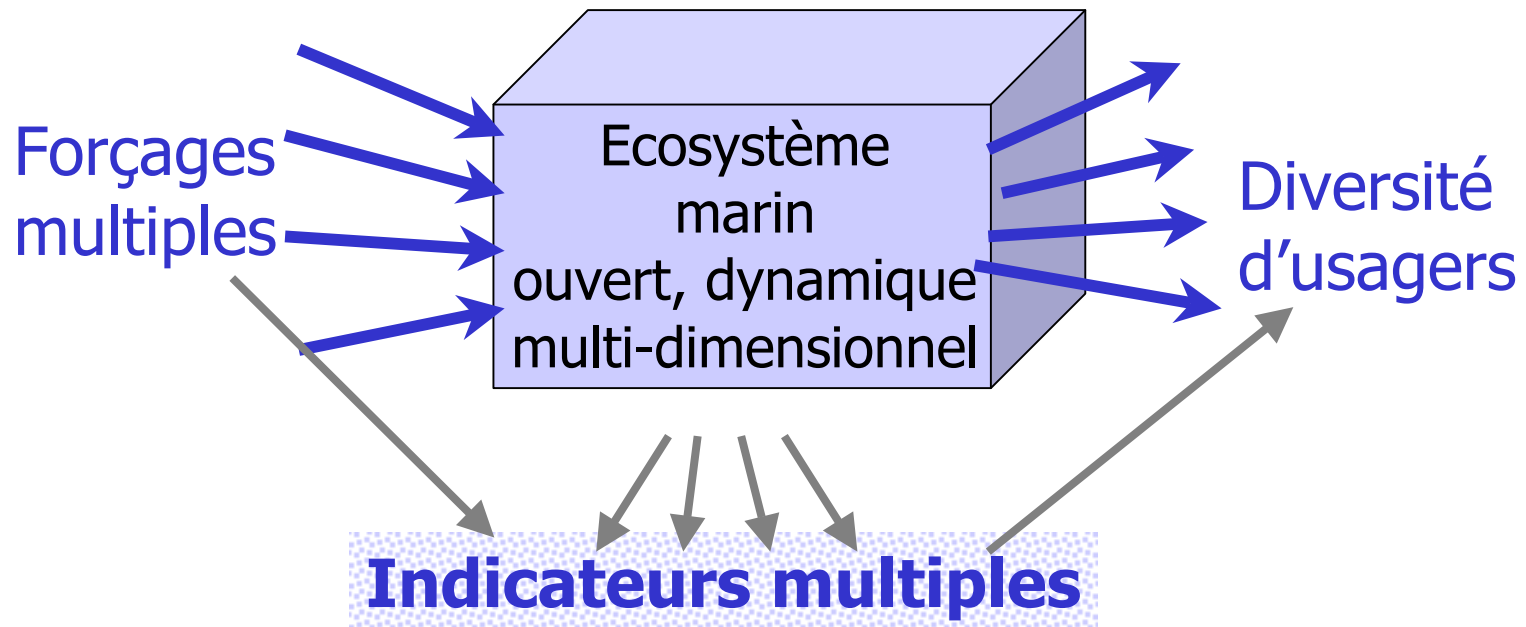 Forçages
multiples
Ecosystème
marin
ouvert, dynamique
multi-dimensionnel
Diversité
d’usagers
Indicateurs multiples